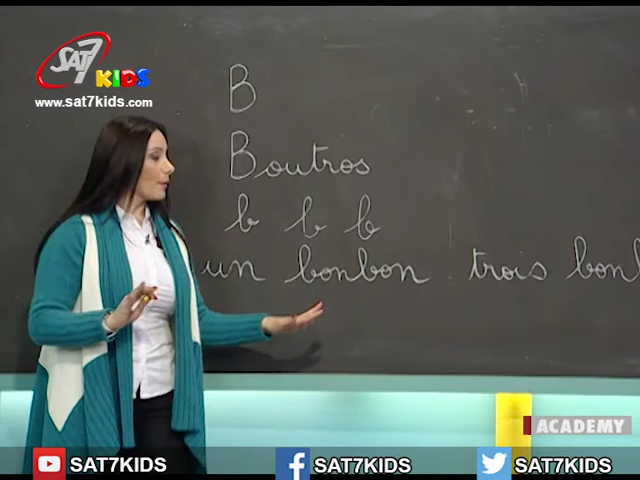 SAT7
KIDS
www.sat7kids.com
B
Boutros
b b b
un bonbon trois
ACADEMY
SAT7KIDS SAT7KIDS SAT7KIDS